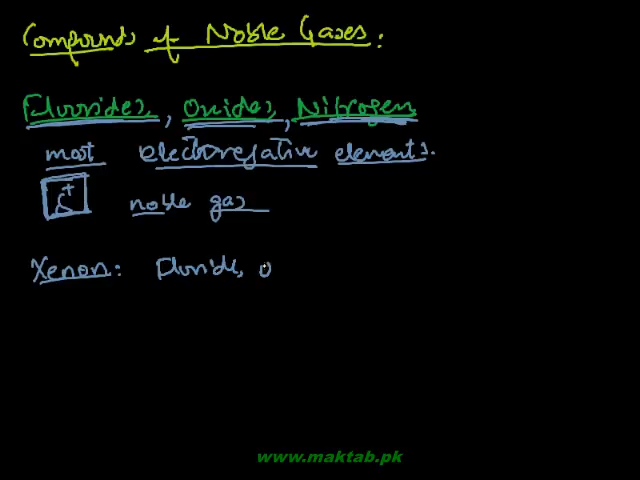 Compounds of Noble Gases:
Fluorides, Oxides, Nitrogen
most electronegative elements.
δ+ noble gas
Xenon: Fluoride, o
www.maktab.pk